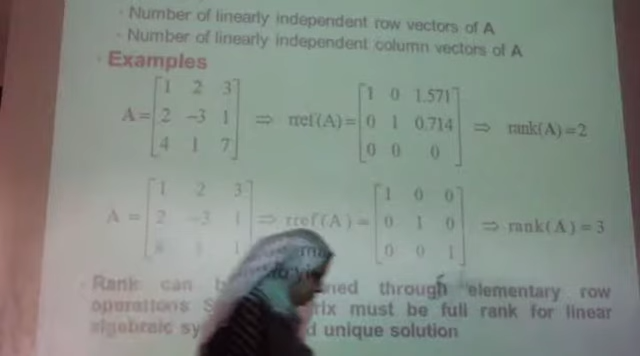 · Number of linearly independent row vectors of A
· Number of linearly independent column vectors of A
· Examples
A = [1 2 3; 2 −3 1; 4 1 7] ⇒ rref(A) = [1 0 1.571; 0 1 0.714; 0 0 0] ⇒ rank(A)=2
A = [1 2 3; 2 −3 1; 1] ⇒ rref(A) = [1 0 0; 0 1 0; 0 0 1] ⇒ rank(A) = 3
Rank can through elementary row
operations must be full rank for linear
algebraic unique solution